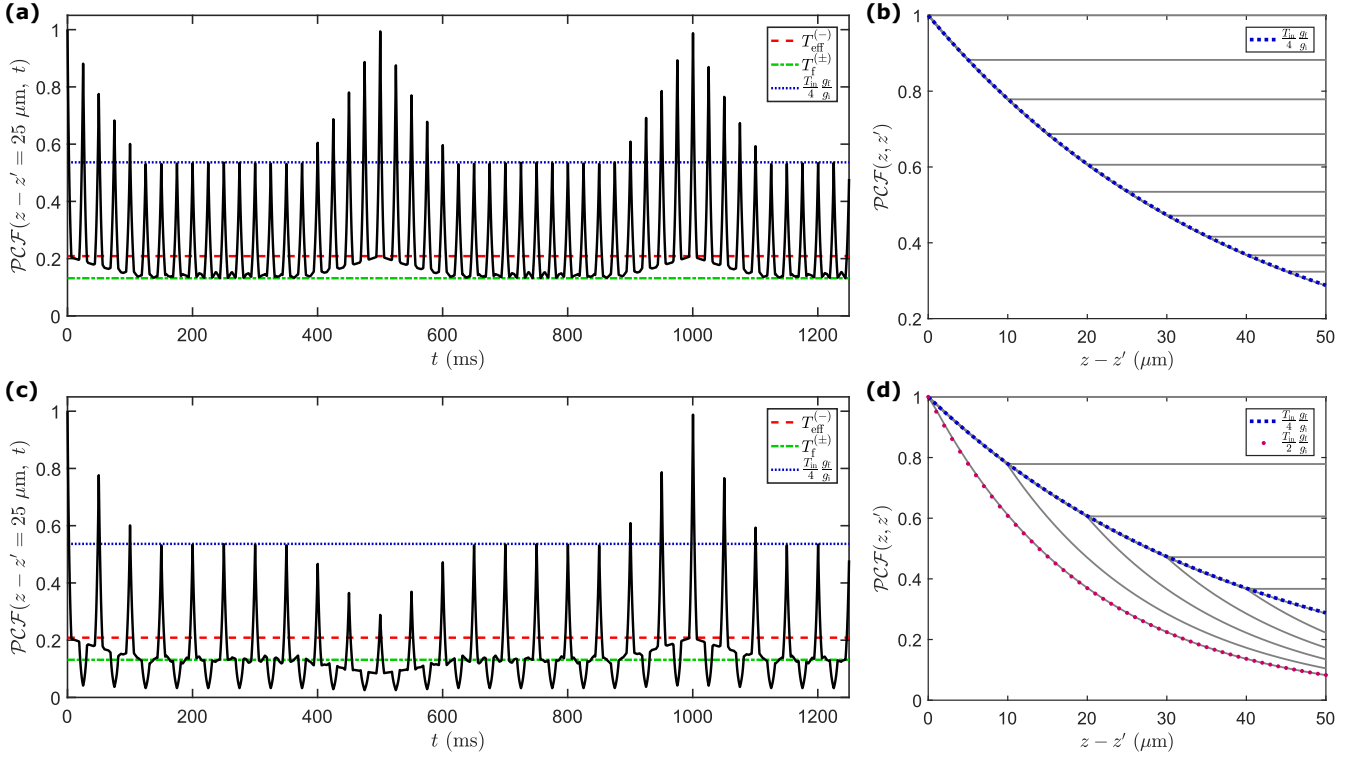 (a)
1
0.8
0.6
0.4
0.2
0
0 200 400 600 800 1000 1200
t (ms)
PCF(z − z′ = 25 μm, t)
T_eff^(−)
T_f^(±)
T_in/4 g_f/g_i
(b)
1
0.8
0.6
0.4
0.2
0 10 20 30 40 50
z − z′ (μm)
PCF(z, z′)
T_in/4 g_f/g_i
(c)
1
0.8
0.6
0.4
0.2
0
0 200 400 600 800 1000 1200
t (ms)
PCF(z − z′ = 25 μm, t)
T_eff^(−)
T_f^(±)
T_in/4 g_f/g_i
(d)
1
0.8
0.6
0.4
0.2
0
0 10 20 30 40 50
z − z′ (μm)
PCF(z, z′)
T_in/4 g_f/g_i
T_in/2 g_f/g_i